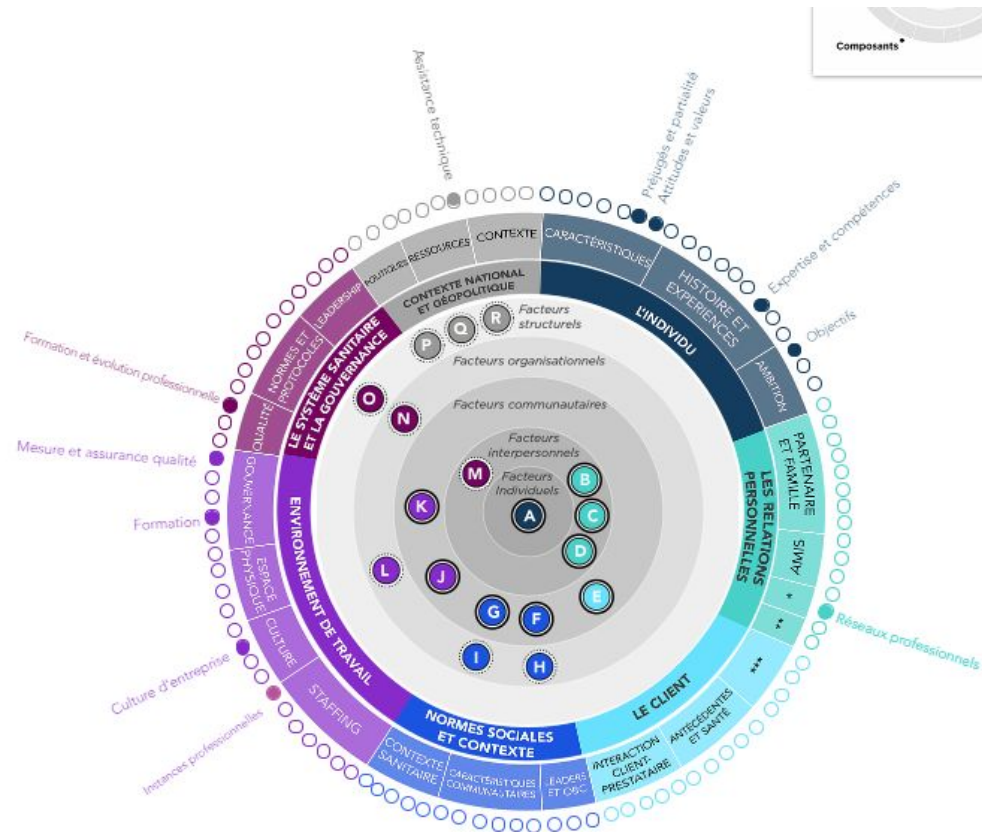 Composants*
Assistance technique
Préjugés et partialité
Attitudes et valeurs
Expertise et compétences
Objectifs
Réseaux professionnels
Formation et évolution professionnelle
Mesure et assurance qualité
Formation
Culture d'entreprise
Instances professionnelles
POLITIQUES
RESSOURCES
CONTEXTE
CARACTÉRISTIQUES
HISTOIRE ET
EXPERIENCES
AMBITION
PARTENAIRE
ET FAMILLE
AMIS
*
**
***
ANTÉCÉDENTES
ET SANTÉ
INTERACTION
CLIENT-
PRESTATAIRE
LEADERS
ET OBC
CARACTÉRISTIQUES
COMMUNAUTAIRES
CONTEXTE
SANITAIRE
STAFFING
CULTURE
ESPACE
PHYSIQUE
GOUVERNANCE
QUALITÉ
NORMES ET
PROTOCOLES
LEADERSHIP
CONTEXTE NATIONAL
ET GÉOPOLITIQUE
L'INDIVIDU
LES RELATIONS
PERSONNELLES
LE CLIENT
NORMES SOCIALES
ET CONTEXTE
ENVIRONNEMENT DE TRAVAIL
LE SYSTÈME SANITAIRE
ET LA GOUVERNANCE
Facteurs
structurels
Facteurs organisationnels
Facteurs communautaires
Facteurs
interpersonnels
Facteurs
Individuels
R
Q
P
O
N
M
B
A
C
K
D
L
J
E
G
F
I
H